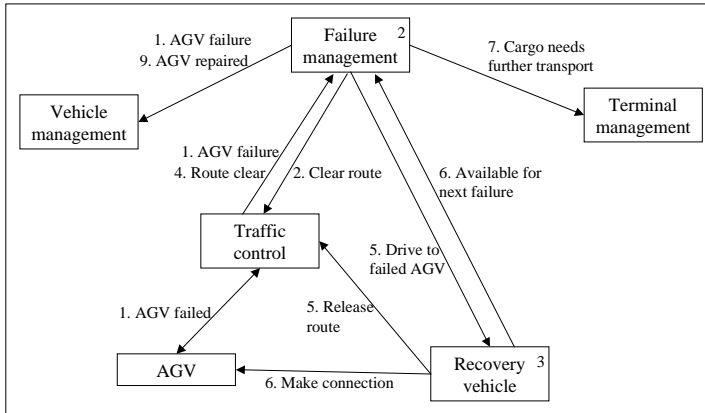 1. AGV failure
9. AGV repaired
Failure
management
2
7. Cargo needs
further transport
Vehicle
management
Terminal
management
1. AGV failure
4. Route clear
2. Clear route
6. Available for
next failure
Traffic
control
5. Drive to
failed AGV
1. AGV failed
5. Release
route
AGV
6. Make connection
Recovery
vehicle
3